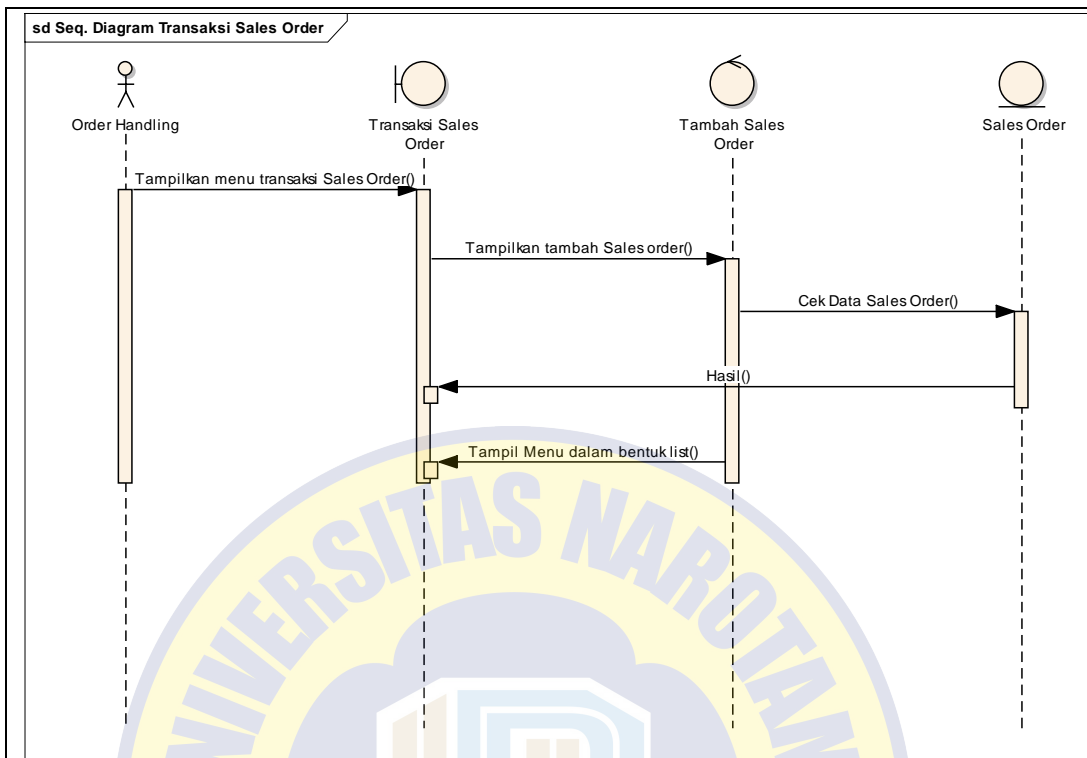 sd Seq. Diagram Transaksi Sales Order
Order Handling
Transaksi Sales
Order
Tambah Sales
Order
Sales Order
Tampilkan menu transaksi Sales Order()
Tampilkan tambah Sales order()
Cek Data Sales Order()
Hasil()
Tampil Menu dalam bentuk list()
UNIVERSITAS NAROTAM